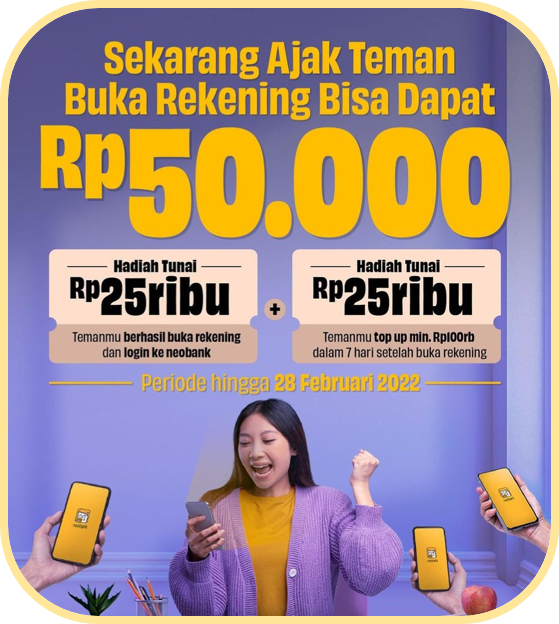 Sekarang Ajak Teman
Buka Rekening Bisa Dapat
Rp50.000
Hadiah Tunai
Rp25ribu
Temanmu berhasil buka rekening
dan login ke neobank
+
Hadiah Tunai
Rp25ribu
Temanmu top up min. Rp100rb
dalam 7 hari setelah buka rekening
Periode hingga 28 Februari 2022